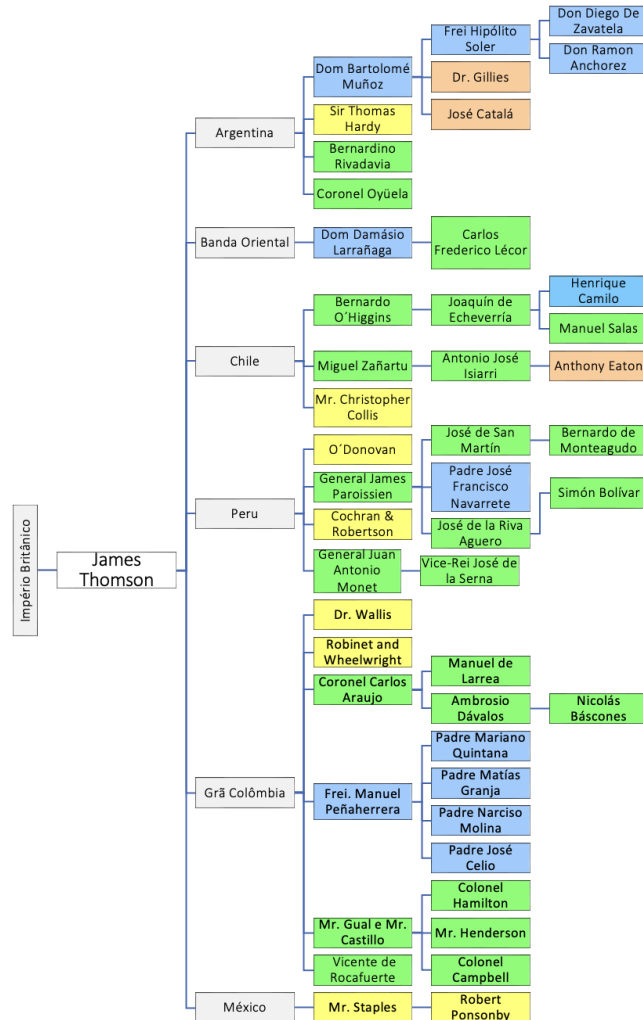 Império Britânico
James
Thomson
Argentina
Dom Bartolomé
Muñoz
Frei Hipólito
Soler
Don Diego De
Zavatela
Don Ramon
Anchorez
Dr. Gillies
José Catalá
Sir Thomas
Hardy
Bernardino
Rivadavia
Coronel Oyüela
Banda Oriental
Dom Damásio
Larrañaga
Carlos
Frederico Lécor
Chile
Bernardo
O´Higgins
Joaquín de
Echeverría
Henrique
Camilo
Manuel Salas
Miguel Zañartu
Antonio José
Isiarri
Anthony Eaton
Mr. Christopher
Collis
Peru
O´Donovan
General James
Paroissien
José de San
Martín
Bernardo de
Monteagudo
Padre José
Francisco
Navarrete
José de la Riva
Aguero
Simón Bolívar
Cochran &
Robertson
General Juan
Antonio
Monet
Vice-Rei José de
la Serna
Grã Colômbia
Dr. Wallis
Robinet and
Wheelwright
Coronel Carlos
Araujo
Manuel de
Larrea
Ambrosio
Dávalos
Nicolás
Báscones
Frei. Manuel
Peñaherrera
Padre Mariano
Quintana
Padre Matías
Granja
Padre Narciso
Molina
Padre José
Celio
Mr. Gual e Mr.
Castillo
Colonel
Hamilton
Mr. Henderson
Colonel
Campbell
Vicente de
Rocafuerte
México
Mr. Staples
Robert
Ponsonby